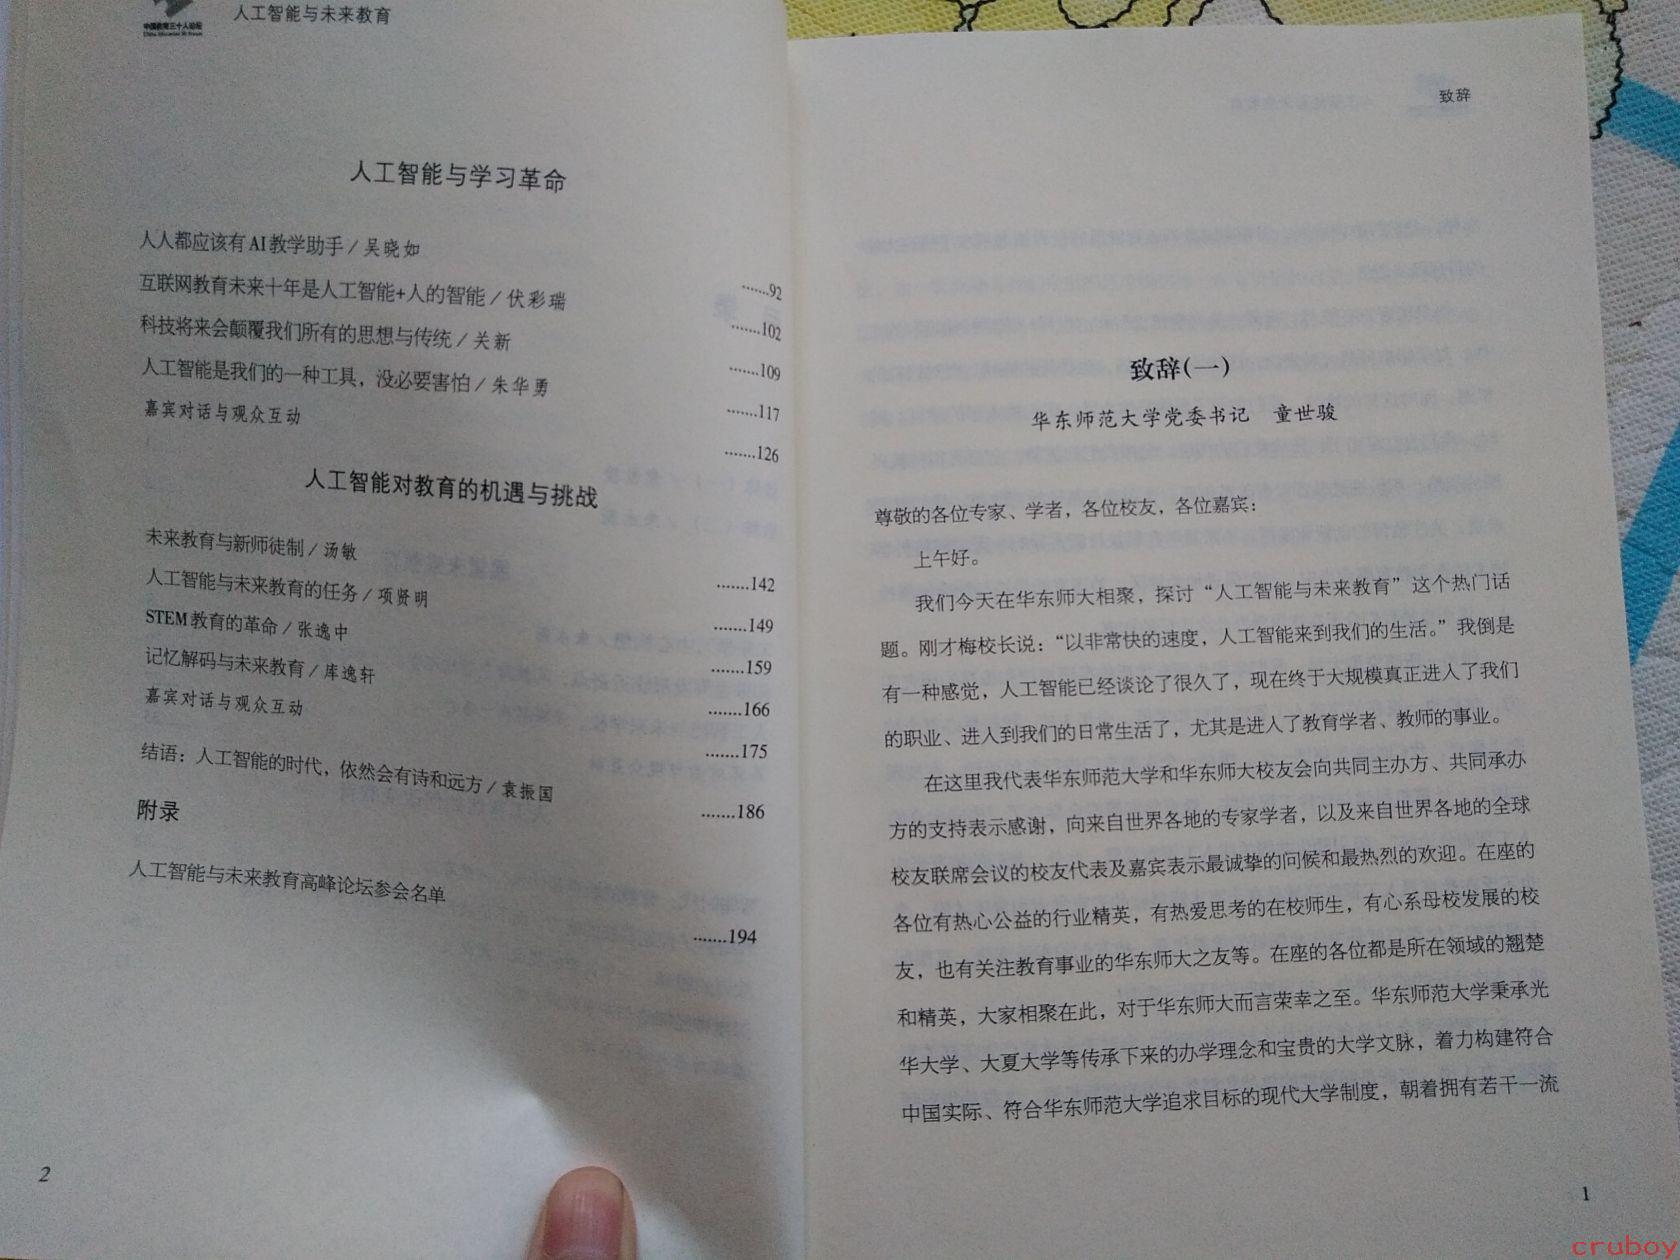 中国教育三十人论坛
人工智能与未来教育
人工智能与学习革命
人人都应该有AI教学助手/吴晓如 ······92
互联网教育未来十年是人工智能+人的智能/伏彩瑞 ······102
科技将来会颠覆我们所有的思想与传统/关新 ······109
人工智能是我们的一种工具，没必要害怕/朱华勇 ······117
嘉宾对话与观众互动 ······126
人工智能对教育的机遇与挑战
未来教育与新师徒制/汤敏 ······142
人工智能与未来教育的任务/项贤明 ······149
STEM教育的革命/张逸中 ······159
记忆解码与未来教育/库逸轩 ······166
嘉宾对话与观众互动 ······175
结语：人工智能的时代，依然会有诗和远方/袁振国 ······186
附录
人工智能与未来教育高峰论坛参会名单 ······194
2
致辞
致辞(一)
华东师范大学党委书记 童世骏
尊敬的各位专家、学者，各位校友，各位嘉宾：
上午好。
我们今天在华东师大相聚，探讨“人工智能与未来教育”这个热门话
题。刚才梅校长说：“以非常快的速度，人工智能来到我们的生活。”我倒是
有一种感觉，人工智能已经谈论了很久了，现在终于大规模真正进入了我们
的职业、进入到我们的日常生活了，尤其是进入了教育学者、教师的事业。
在这里我代表华东师范大学和华东师大校友会向共同主办方、共同承办
方的支持表示感谢，向来自世界各地的专家学者，以及来自世界各地的全球
校友联席会议的校友代表及嘉宾表示最诚挚的问候和最热烈的欢迎。在座的
各位有热心公益的行业精英，有热爱思考的在校师生，有心系母校发展的校
友，也有关注教育事业的华东师大之友等。在座的各位都是所在领域的翘楚
和精英，大家相聚在此，对于华东师大而言荣幸之至。华东师范大学秉承光
华大学、大夏大学等传承下来的办学理念和宝贵的大学文脉，着力构建符合
中国实际、符合华东师范大学追求目标的现代大学制度，朝着拥有若干一流
1
cruboy